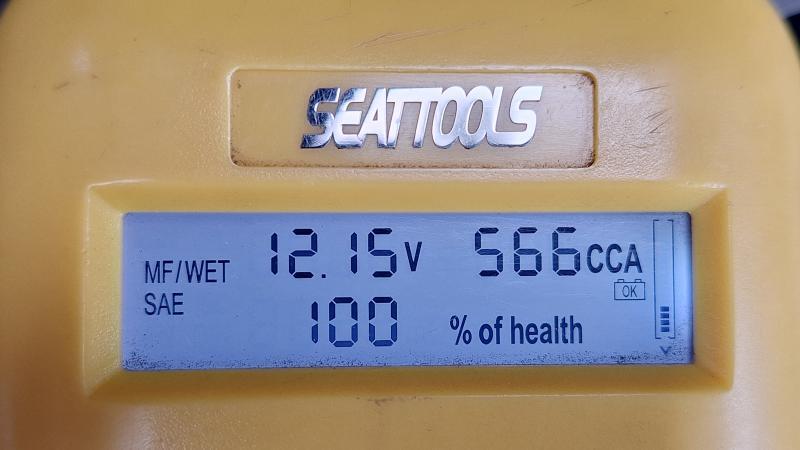 SEATTOOLS
MF/WET 12.15V 566CCA
SAE OK
100 % of health